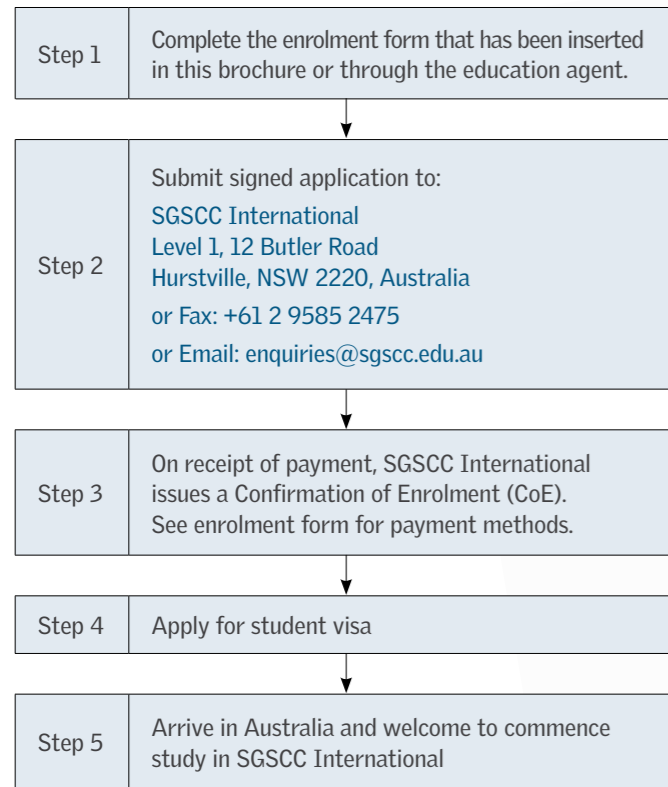 Step 1
Complete the enrolment form that has been inserted
in this brochure or through the education agent.
Step 2
Submit signed application to:
SGSCC International
Level 1, 12 Butler Road
Hurstville, NSW 2220, Australia
or Fax: +61 2 9585 2475
or Email: enquiries@sgscc.edu.au
Step 3
On receipt of payment, SGSCC International
issues a Confirmation of Enrolment (CoE).
See enrolment form for payment methods.
Step 4
Apply for student visa
Step 5
Arrive in Australia and welcome to commence
study in SGSCC International